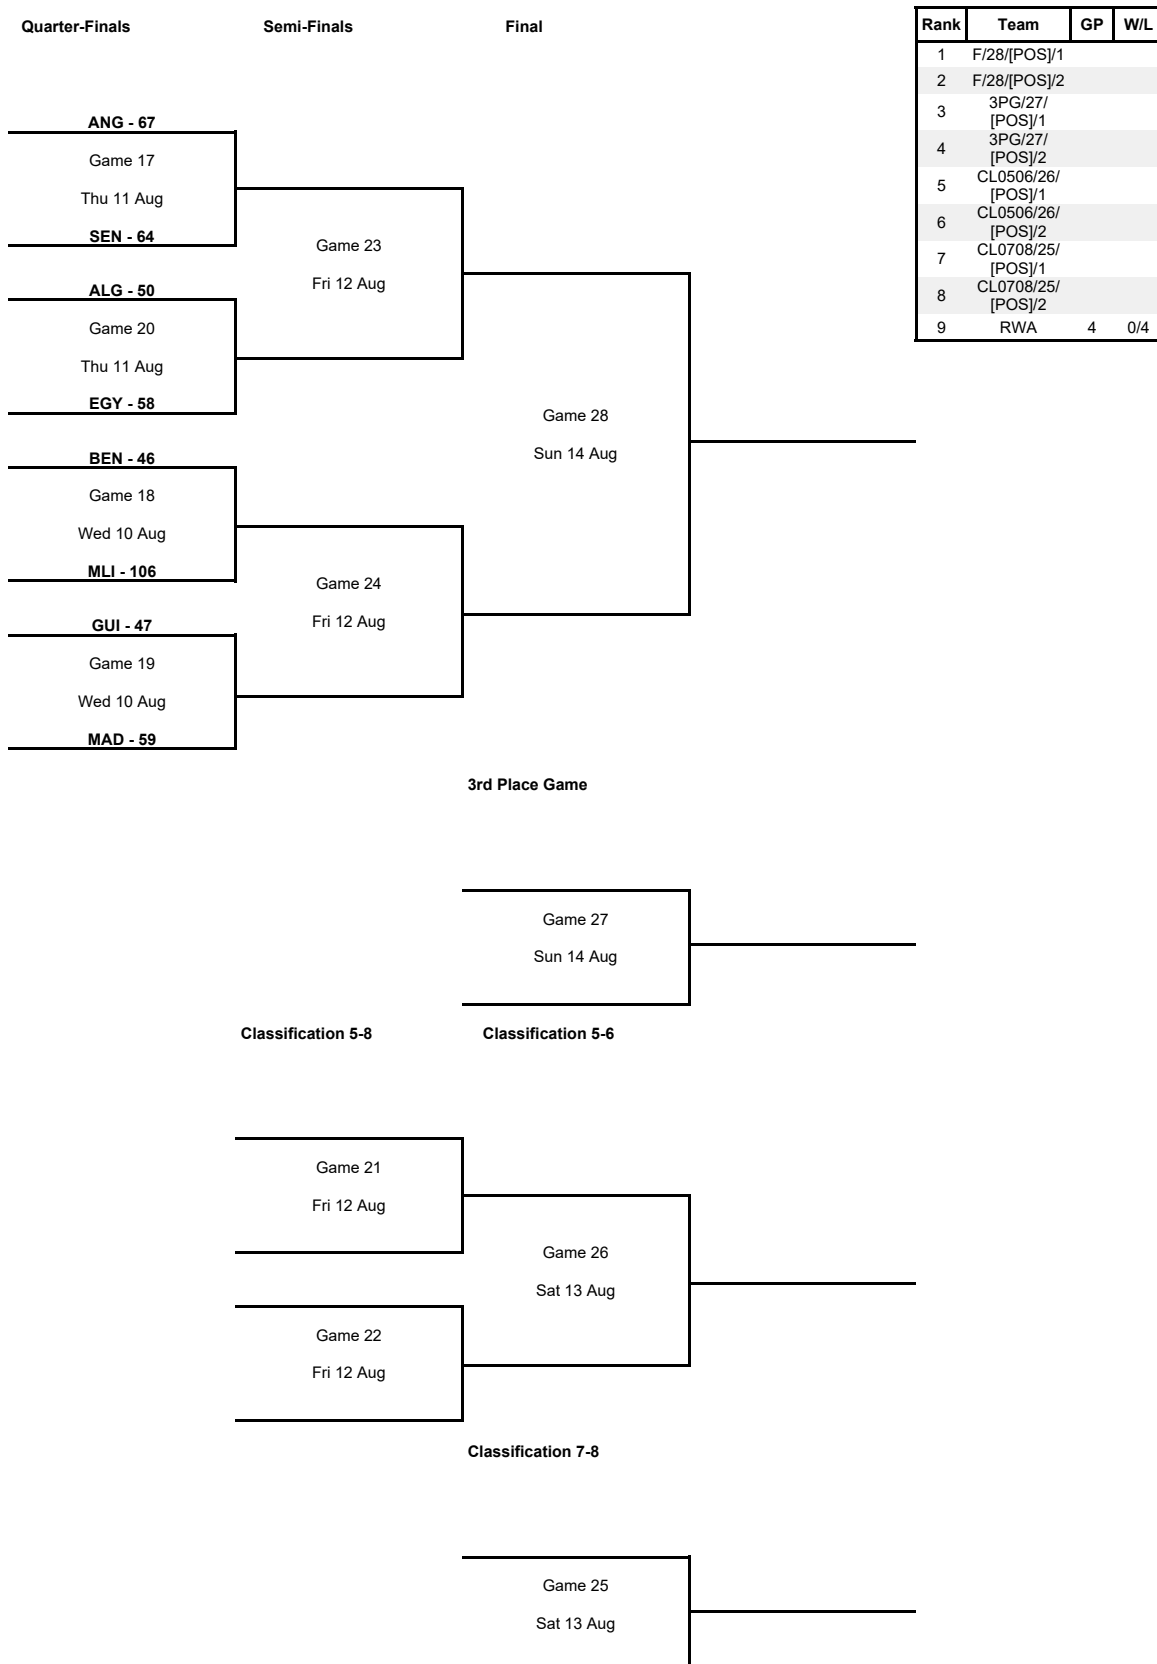 Quarter-Finals Semi-Finals Final
Rank Team GP W/L
1 F/28/[POS]/1
2 F/28/[POS]/2
3 3PG/27/
[POS]/1
4 3PG/27/
[POS]/2
5 CL0506/26/
[POS]/1
6 CL0506/26/
[POS]/2
7 CL0708/25/
[POS]/1
8 CL0708/25/
[POS]/2
9 RWA 4 0/4
ANG - 67
Game 17
Thu 11 Aug
SEN - 64
Game 23
Fri 12 Aug
ALG - 50
Game 20
Thu 11 Aug
EGY - 58
Game 28
Sun 14 Aug
BEN - 46
Game 18
Wed 10 Aug
MLI - 106
Game 24
Fri 12 Aug
GUI - 47
Game 19
Wed 10 Aug
MAD - 59
3rd Place Game
Game 27
Sun 14 Aug
Classification 5-8 Classification 5-6
Game 21
Fri 12 Aug
Game 26
Sat 13 Aug
Game 22
Fri 12 Aug
Classification 7-8
Game 25
Sat 13 Aug